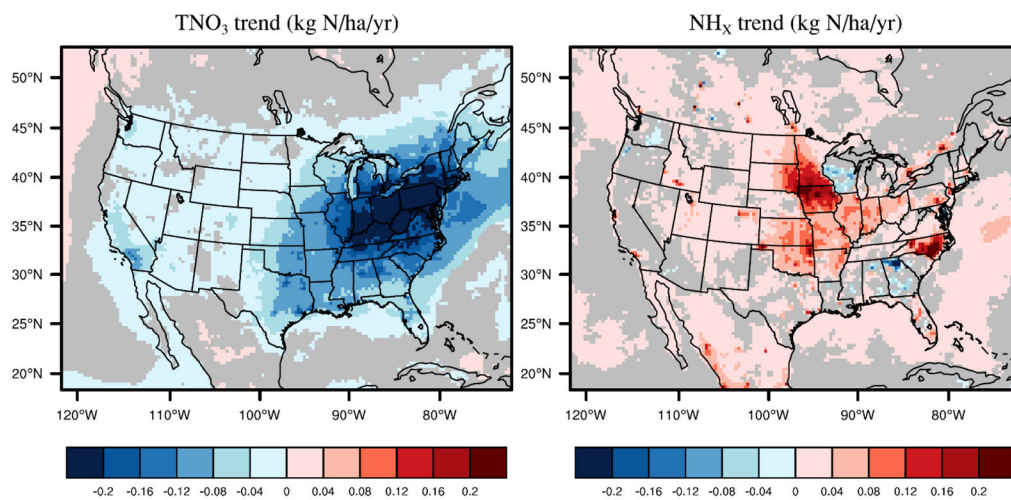 TNO₃ trend (kg N/ha/yr)
NHₓ trend (kg N/ha/yr)
50°N
45°N
40°N
35°N
30°N
25°N
20°N
120°W 110°W 100°W 90°W 80°W
50°N
45°N
40°N
35°N
30°N
25°N
20°N
120°W 110°W 100°W 90°W 80°W
-0.2 -0.16 -0.12 -0.08 -0.04 0 0.04 0.08 0.12 0.16 0.2
-0.2 -0.16 -0.12 -0.08 -0.04 0 0.04 0.08 0.12 0.16 0.2